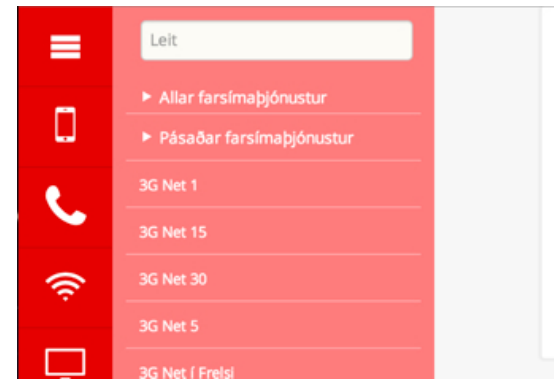 Leit
Allar farsímaþjónustur
Pásaðar farsímaþjónustur
3G Net 1
3G Net 15
3G Net 30
3G Net 5
3G Net í Frelsi